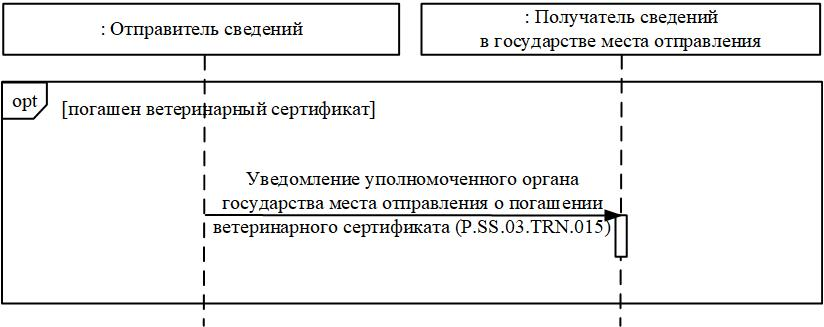 : Отправитель сведений
: Получатель сведений
в государстве места отправления
opt
[погашен ветеринарный сертификат]
Уведомление уполномоченного органа
государства места отправления о погашении
ветеринарного сертификата (P.SS.03.TRN.015)